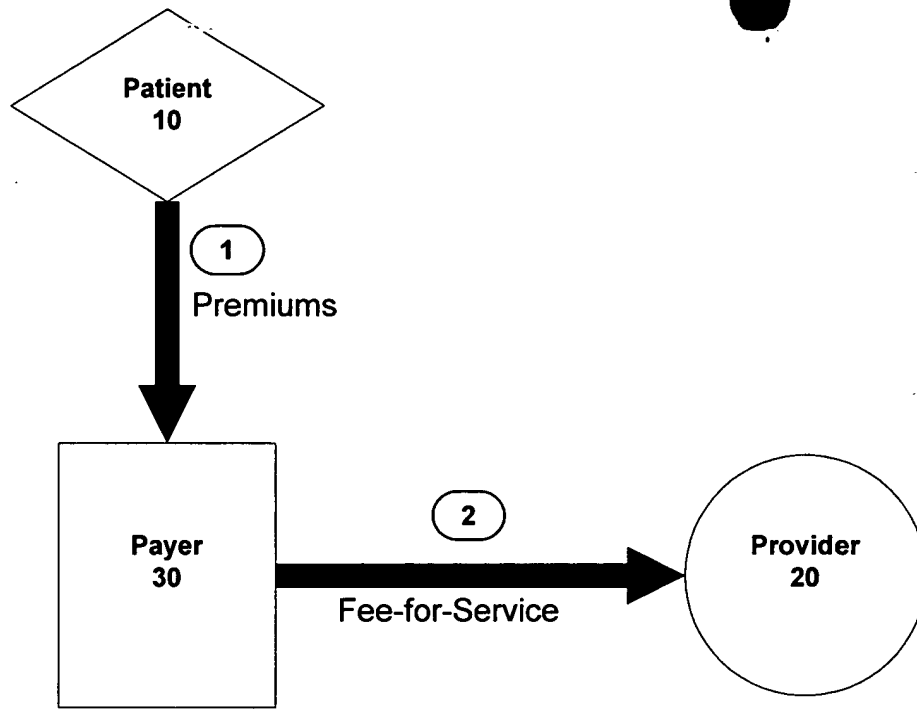 Patient
10
1
Premiums
2
Payer
30
Provider
20
Fee-for-Service